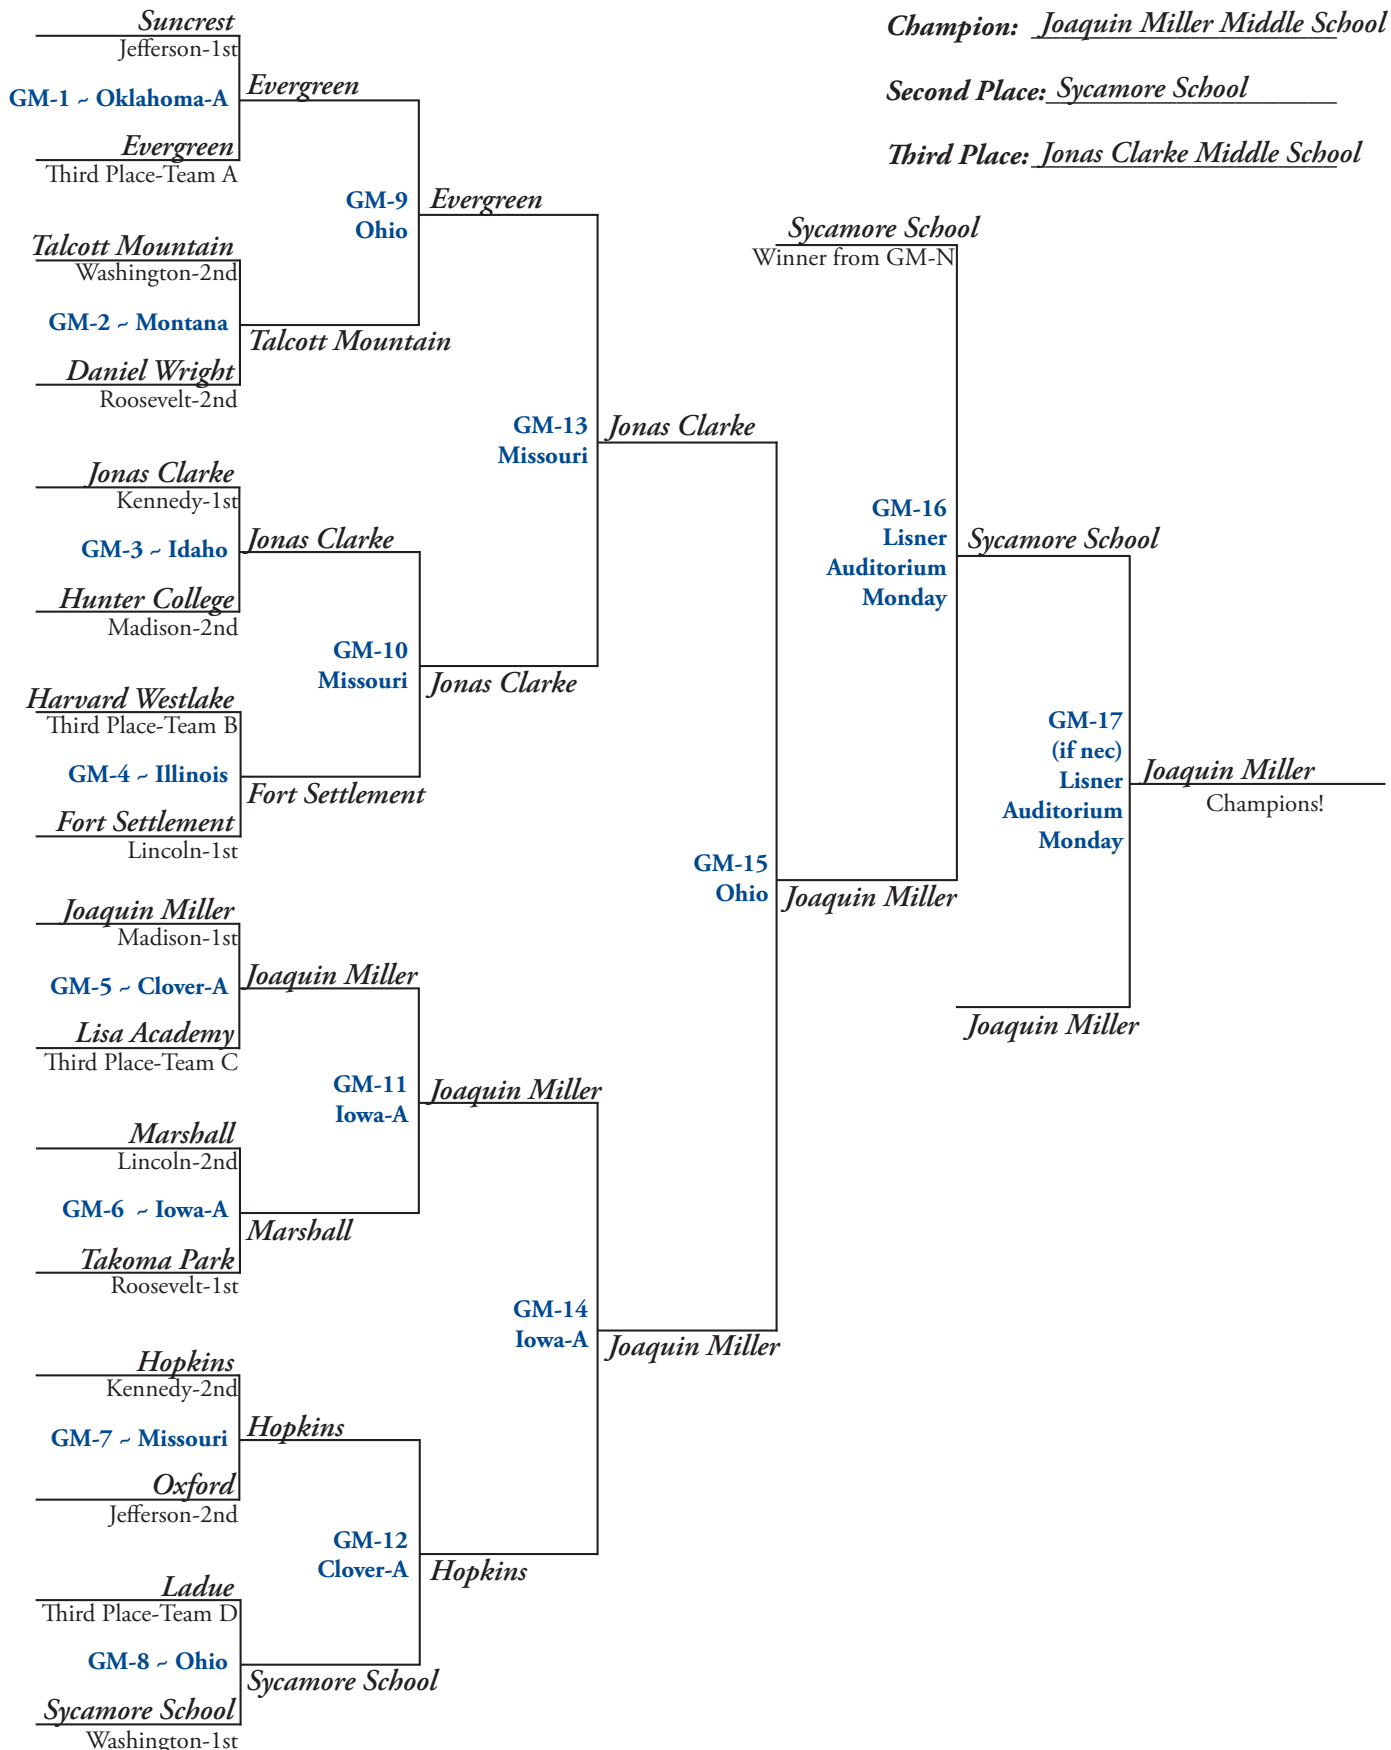 Suncrest
Jefferson-1st
GM-1 ~ Oklahoma-A
Evergreen
Third Place-Team A
Evergreen
Talcott Mountain
Washington-2nd
GM-2 ~ Montana
Daniel Wright
Roosevelt-2nd
Talcott Mountain
GM-9
Ohio
Evergreen
Jonas Clarke
Kennedy-1st
GM-3 ~ Idaho
Hunter College
Madison-2nd
Jonas Clarke
Harvard Westlake
Third Place-Team B
GM-4 ~ Illinois
Fort Settlement
Lincoln-1st
Fort Settlement
GM-10
Missouri
Jonas Clarke
GM-13
Missouri
Jonas Clarke
Joaquin Miller
Madison-1st
GM-5 ~ Clover-A
Lisa Academy
Third Place-Team C
Joaquin Miller
Marshall
Lincoln-2nd
GM-6 ~ Iowa-A
Takoma Park
Roosevelt-1st
Marshall
GM-11
Iowa-A
Joaquin Miller
Hopkins
Kennedy-2nd
GM-7 ~ Missouri
Oxford
Jefferson-2nd
Hopkins
Ladue
Third Place-Team D
GM-8 ~ Ohio
Sycamore School
Washington-1st
Sycamore School
GM-12
Clover-A
Hopkins
GM-14
Iowa-A
Joaquin Miller
GM-15
Ohio
Joaquin Miller
Sycamore School
Winner from GM-N
GM-16
Lisner
Auditorium
Monday
Sycamore School
Joaquin Miller
GM-17
(if nec)
Lisner
Auditorium
Monday
Joaquin Miller
Champions!
Champion: Joaquin Miller Middle School
Second Place: Sycamore School
Third Place: Jonas Clarke Middle School